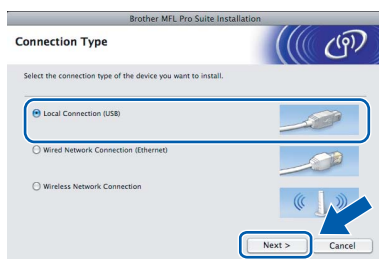 Brother MFL Pro Suite Installation
Connection Type
Select the connection type of the device you want to install.
Local Connection (USB)
Wired Network Connection (Ethernet)
Wireless Network Connection
Next > Cancel